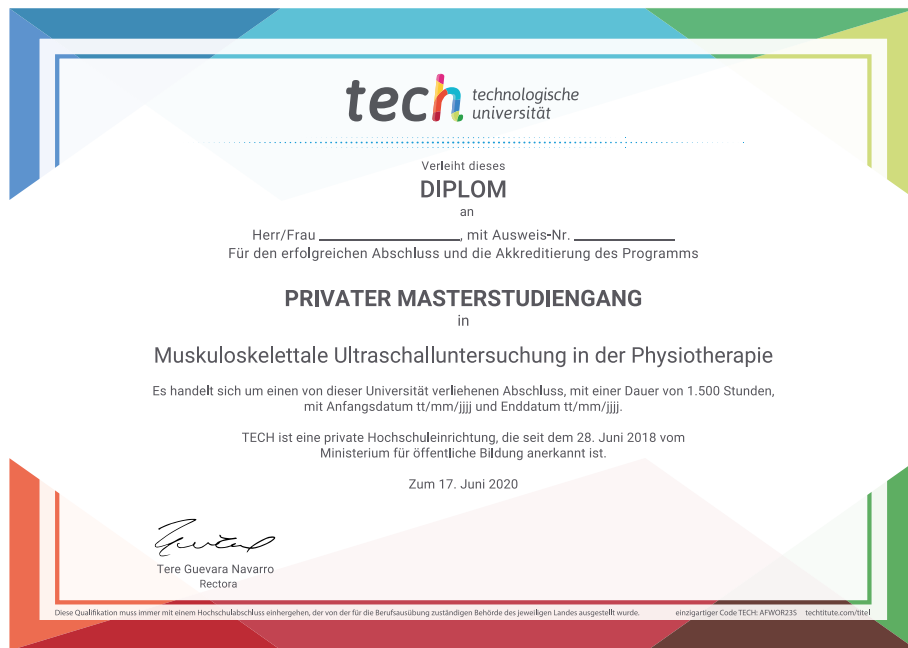 tech technologische
universität
Verleiht dieses
DIPLOM
an
Herr/Frau ____________________, mit Ausweis-Nr. ______________
Für den erfolgreichen Abschluss und die Akkreditierung des Programms
PRIVATER MASTERSTUDIENGANG
in
Muskuloskelettale Ultraschalluntersuchung in der Physiotherapie
Es handelt sich um einen von dieser Universität verliehenen Abschluss, mit einer Dauer von 1.500 Stunden,
mit Anfangsdatum tt/mm/jjjj und Enddatum tt/mm/jjjj.
TECH ist eine private Hochschuleinrichtung, die seit dem 28. Juni 2018 vom
Ministerium für öffentliche Bildung anerkannt ist.
Zum 17. Juni 2020
Tere Guevara Navarro
Rectora
Diese Qualifikation muss immer mit einem Hochschulabschluss einhergehen, der von der für die Berufsausübung zuständigen Behörde des jeweiligen Landes ausgestellt wurde. einzigartiger Code TECH: AFWOR23S techtitute.com/titel